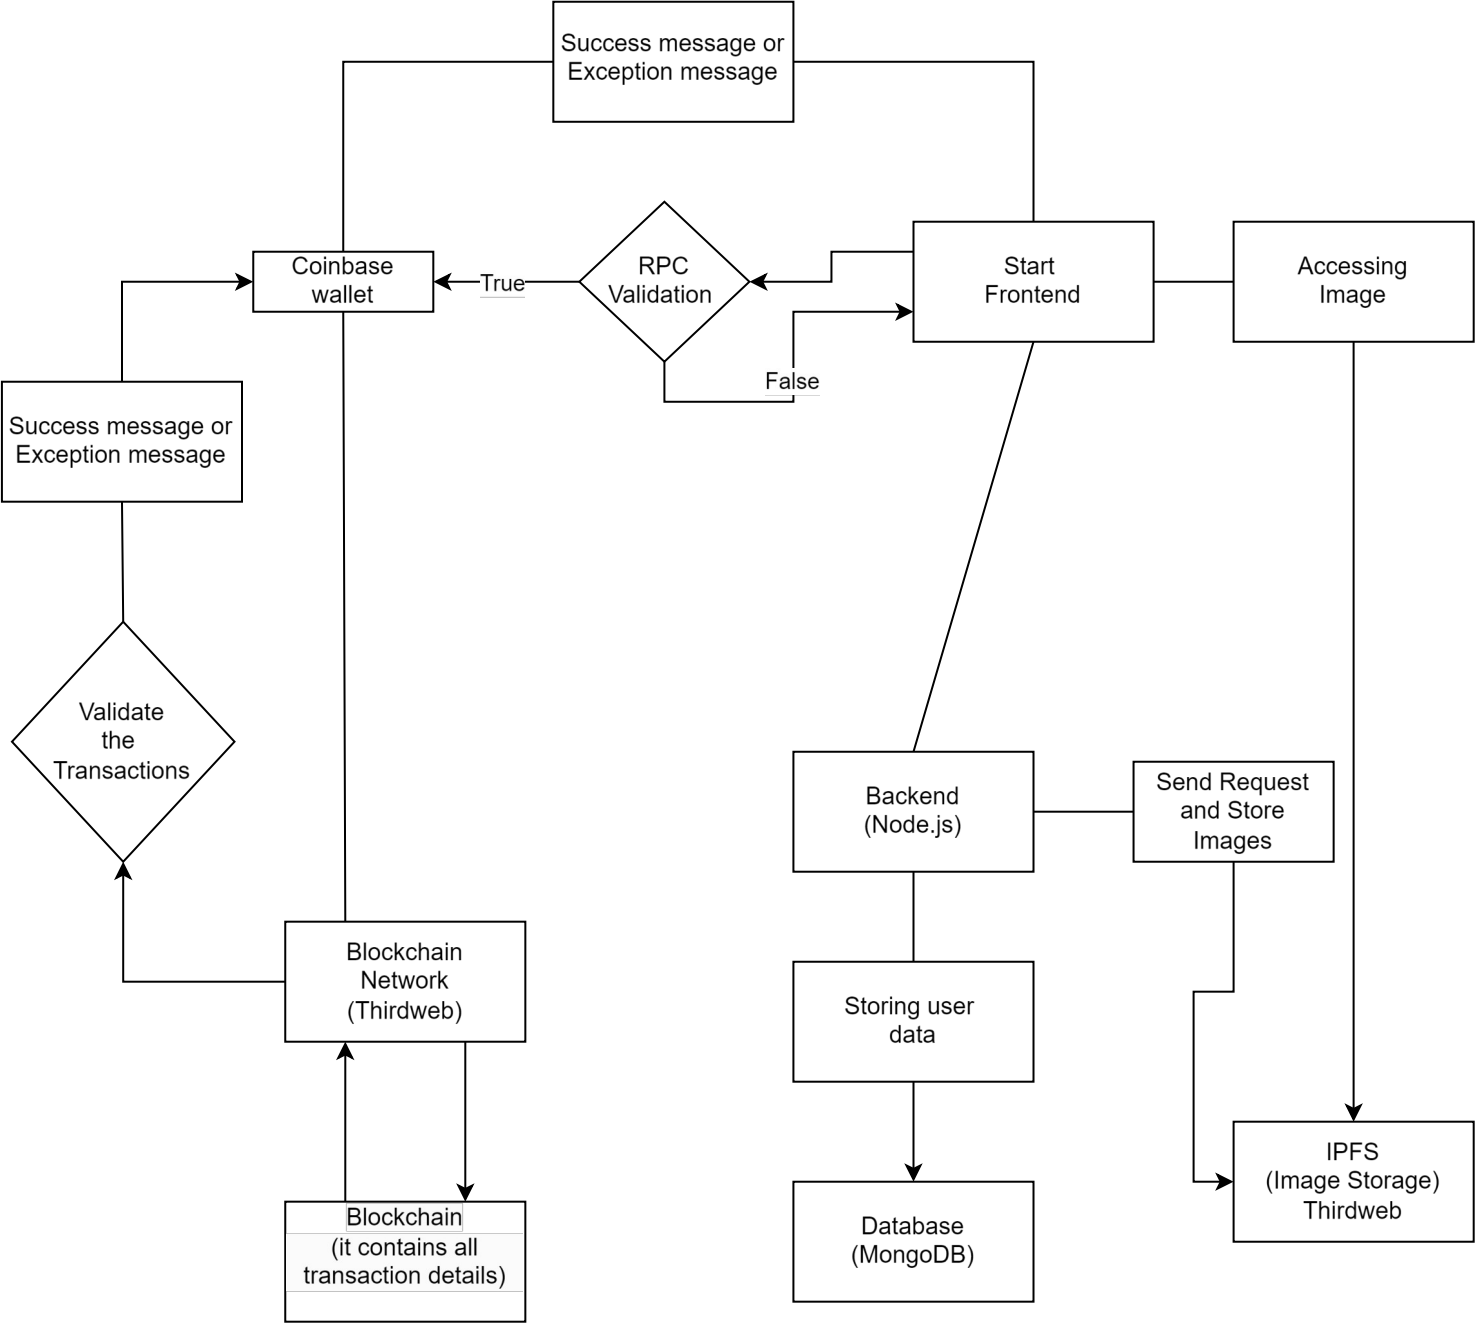 Success message or
Exception message
Coinbase
wallet
True
RPC
Validation
False
Start
Frontend
Accessing
Image
Success message or
Exception message
Validate
the
Transactions
Backend
(Node.js)
Send Request
and Store
Images
Blockchain
Network
(Thirdweb)
Storing user
data
IPFS
(Image Storage)
Thirdweb
Blockchain
(it contains all
transaction details)
Database
(MongoDB)